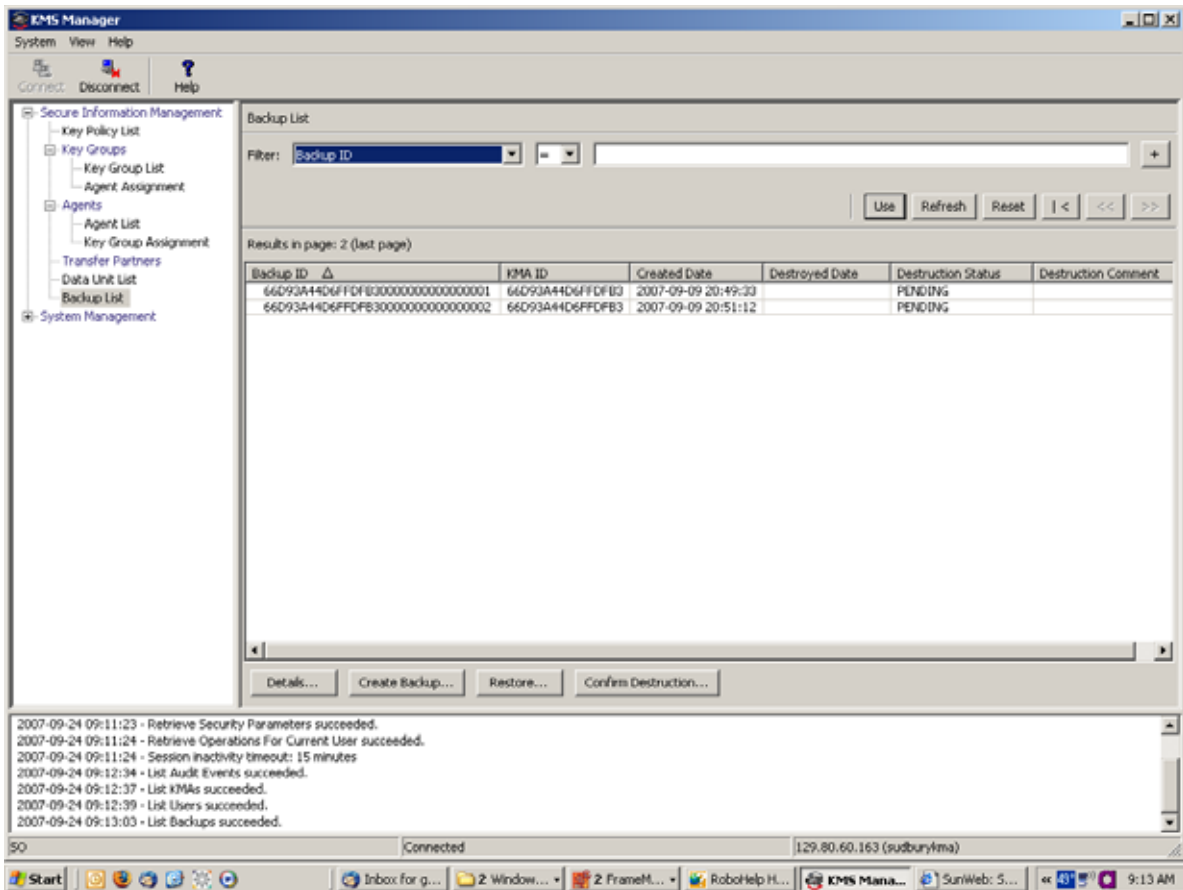 KMS Manager
System View Help
Connect Disconnect Help
Secure Information Management
Key Policy List
Key Groups
Key Group List
Agent Assignment
Agents
Agent List
Key Group Assignment
Transfer Partners
Data Unit List
Backup List
System Management
Backup List
Filter: Backup ID = +
Use Refresh Reset |< << >>
Results in page: 2 (last page)
Backup ID KMA ID Created Date Destroyed Date Destruction Status Destruction Comment
66D93A44D6FFDFB30000000000000001 66D93A44D6FFDFB3 2007-09-09 20:49:33 PENDING
66D93A44D6FFDFB30000000000000002 66D93A44D6FFDFB3 2007-09-09 20:51:12 PENDING
Details... Create Backup... Restore... Confirm Destruction...
2007-09-24 09:11:23 - Retrieve Security Parameters succeeded.
2007-09-24 09:11:24 - Retrieve Operations For Current User succeeded.
2007-09-24 09:11:24 - Session inactivity timeout: 15 minutes
2007-09-24 09:12:34 - List Audit Events succeeded.
2007-09-24 09:12:37 - List KMAs succeeded.
2007-09-24 09:12:39 - List Users succeeded.
2007-09-24 09:13:03 - List Backups succeeded.
SO Connected 129.80.60.163 (sudburykma)
Start Inbox for g... 2 Window... 2 FrameM... RoboHelp H... KMS Mana... SunWeb: S... « 43° 9:13 AM